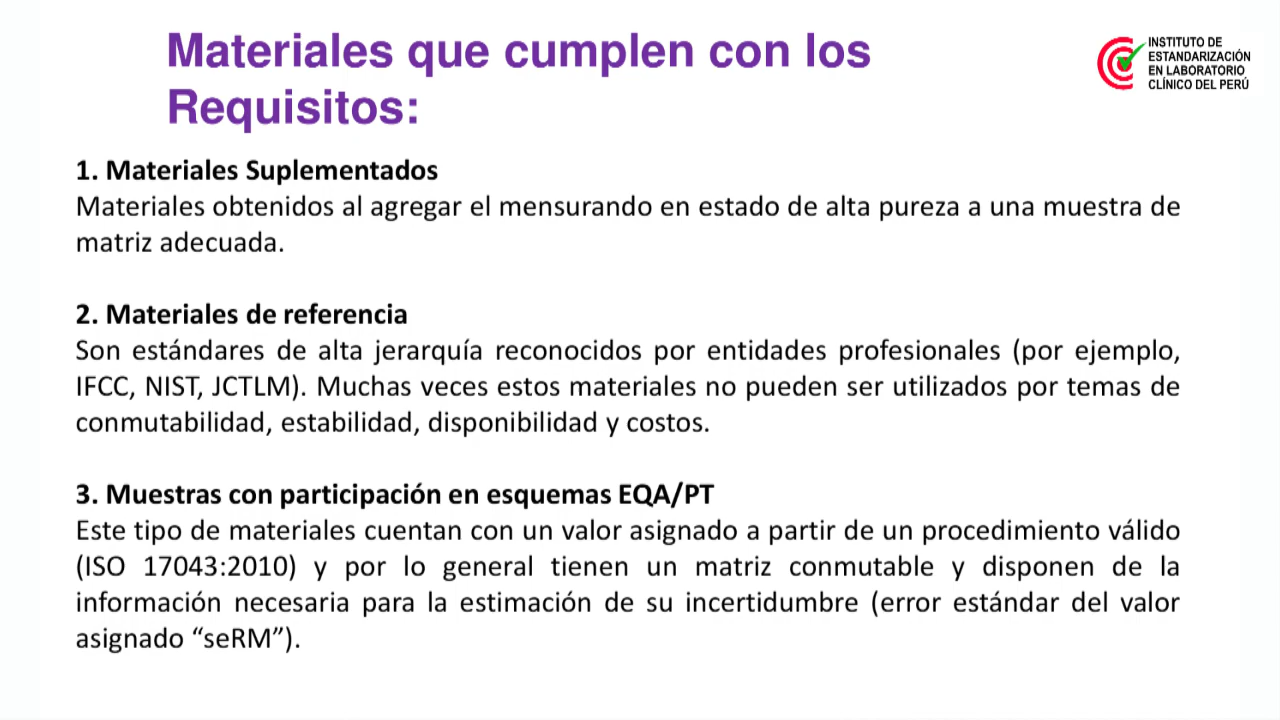 Materiales que cumplen con los
Requisitos:
INSTITUTO DE
ESTANDARIZACIÓN
EN LABORATORIO
CLÍNICO DEL PERÚ
1. Materiales Suplementados
Materiales obtenidos al agregar el mensurando en estado de alta pureza a una muestra de
matriz adecuada.
2. Materiales de referencia
Son estándares de alta jerarquía reconocidos por entidades profesionales (por ejemplo,
IFCC, NIST, JCTLM). Muchas veces estos materiales no pueden ser utilizados por temas de
conmutabilidad, estabilidad, disponibilidad y costos.
3. Muestras con participación en esquemas EQA/PT
Este tipo de materiales cuentan con un valor asignado a partir de un procedimiento válido
(ISO 17043:2010) y por lo general tienen un matriz conmutable y disponen de la
información necesaria para la estimación de su incertidumbre (error estándar del valor
asignado “seRM”).